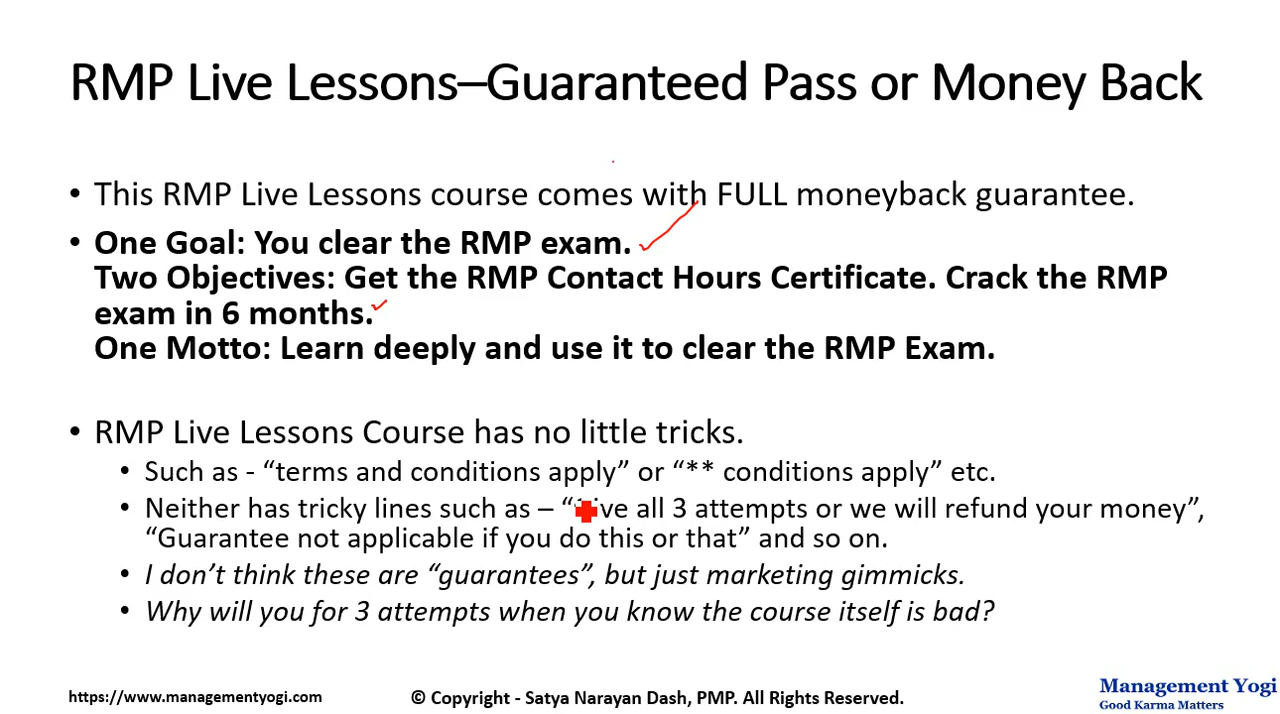 RMP Live Lessons–Guaranteed Pass or Money Back
• This RMP Live Lessons course comes with FULL moneyback guarantee.
• One Goal: You clear the RMP exam.
Two Objectives: Get the RMP Contact Hours Certificate. Crack the RMP
exam in 6 months.
One Motto: Learn deeply and use it to clear the RMP Exam.
• RMP Live Lessons Course has no little tricks.
• Such as - “terms and conditions apply” or “** conditions apply” etc.
• Neither has tricky lines such as – “ all 3 attempts or we will refund your money”,
“Guarantee not applicable if you do this or that” and so on.
• I don’t think these are “guarantees”, but just marketing gimmicks.
• Why will you for 3 attempts when you know the course itself is bad?
https://www.managementyogi.com
© Copyright - Satya Narayan Dash, PMP. All Rights Reserved.
Management Yogi
Good Karma Matters